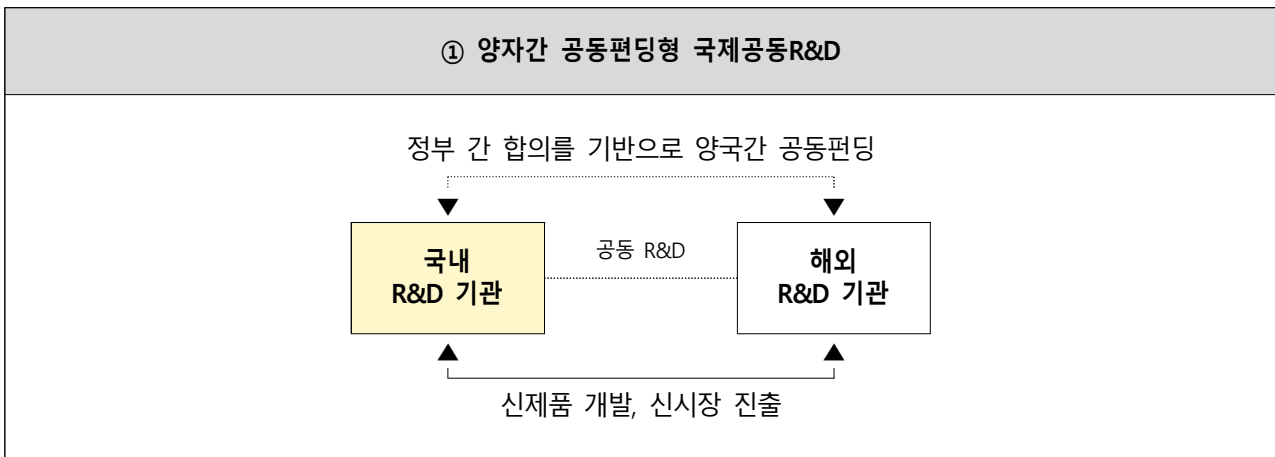 ① 양자간 공동펀딩형 국제공동R&D
정부 간 합의를 기반으로 양국간 공동펀딩
국내
R&D 기관
공동 R&D
해외
R&D 기관
신제품 개발, 신시장 진출